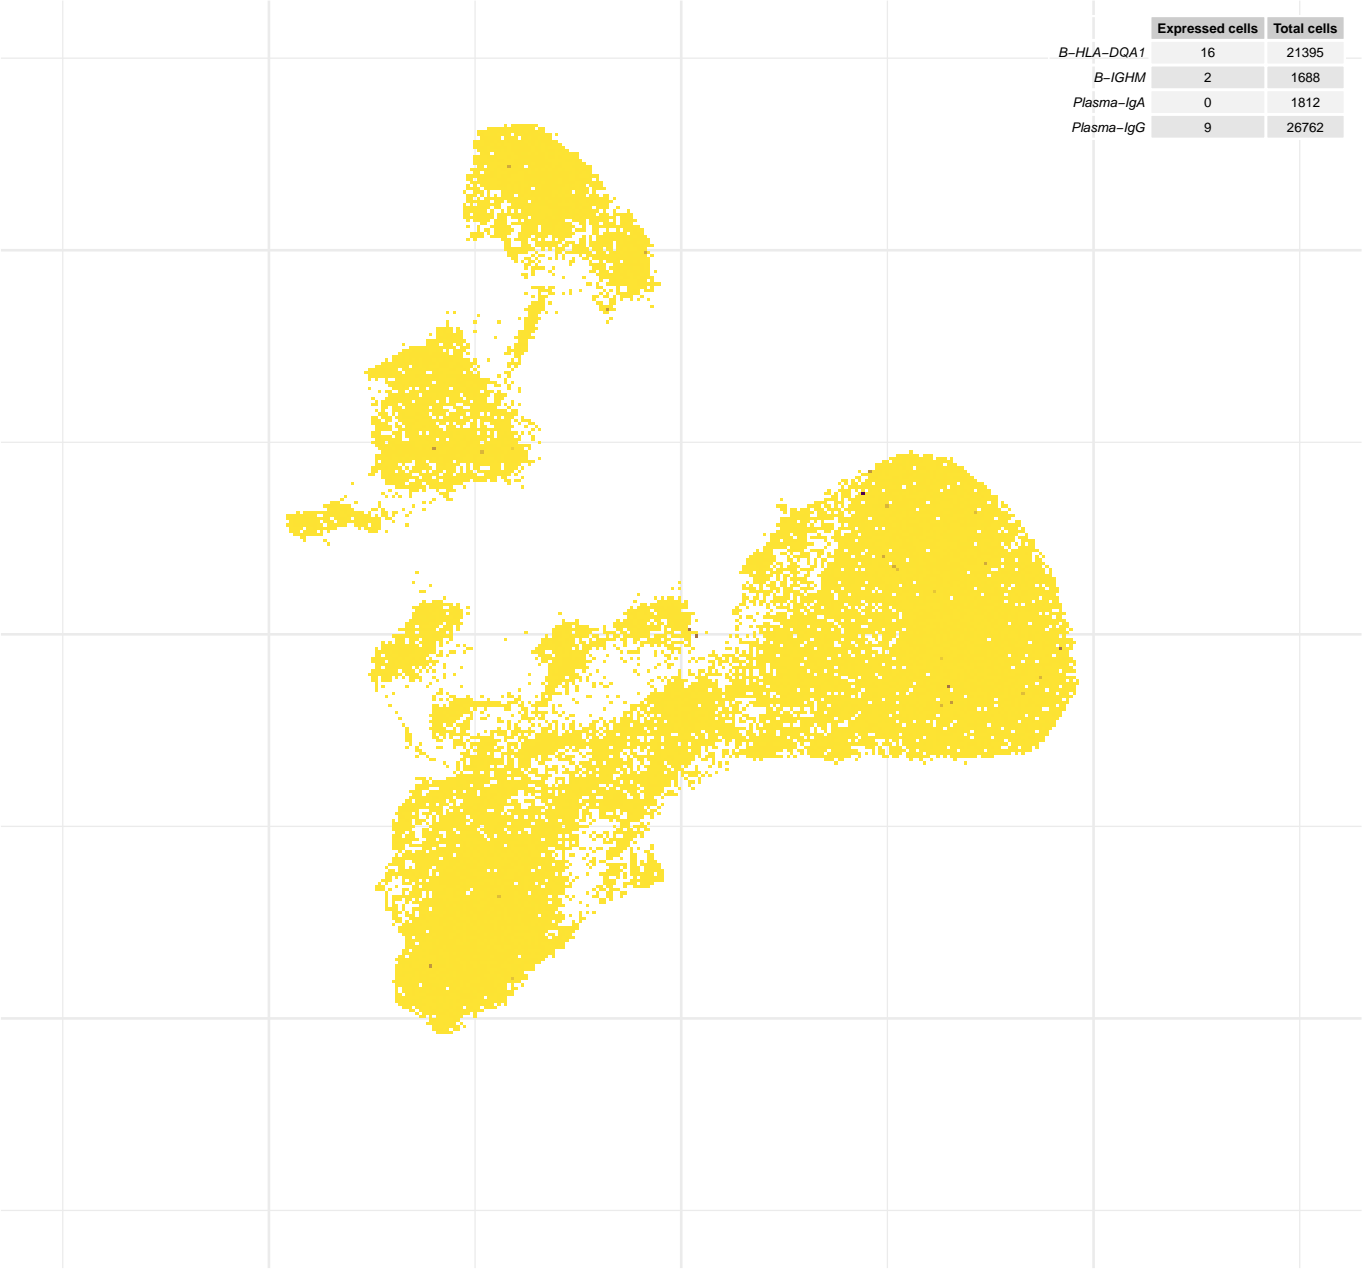 Expressed cells Total cells
B−HLA−DQA1 16 21395
B−IGHM 2 1688
Plasma−IgA 0 1812
Plasma−IgG 9 26762